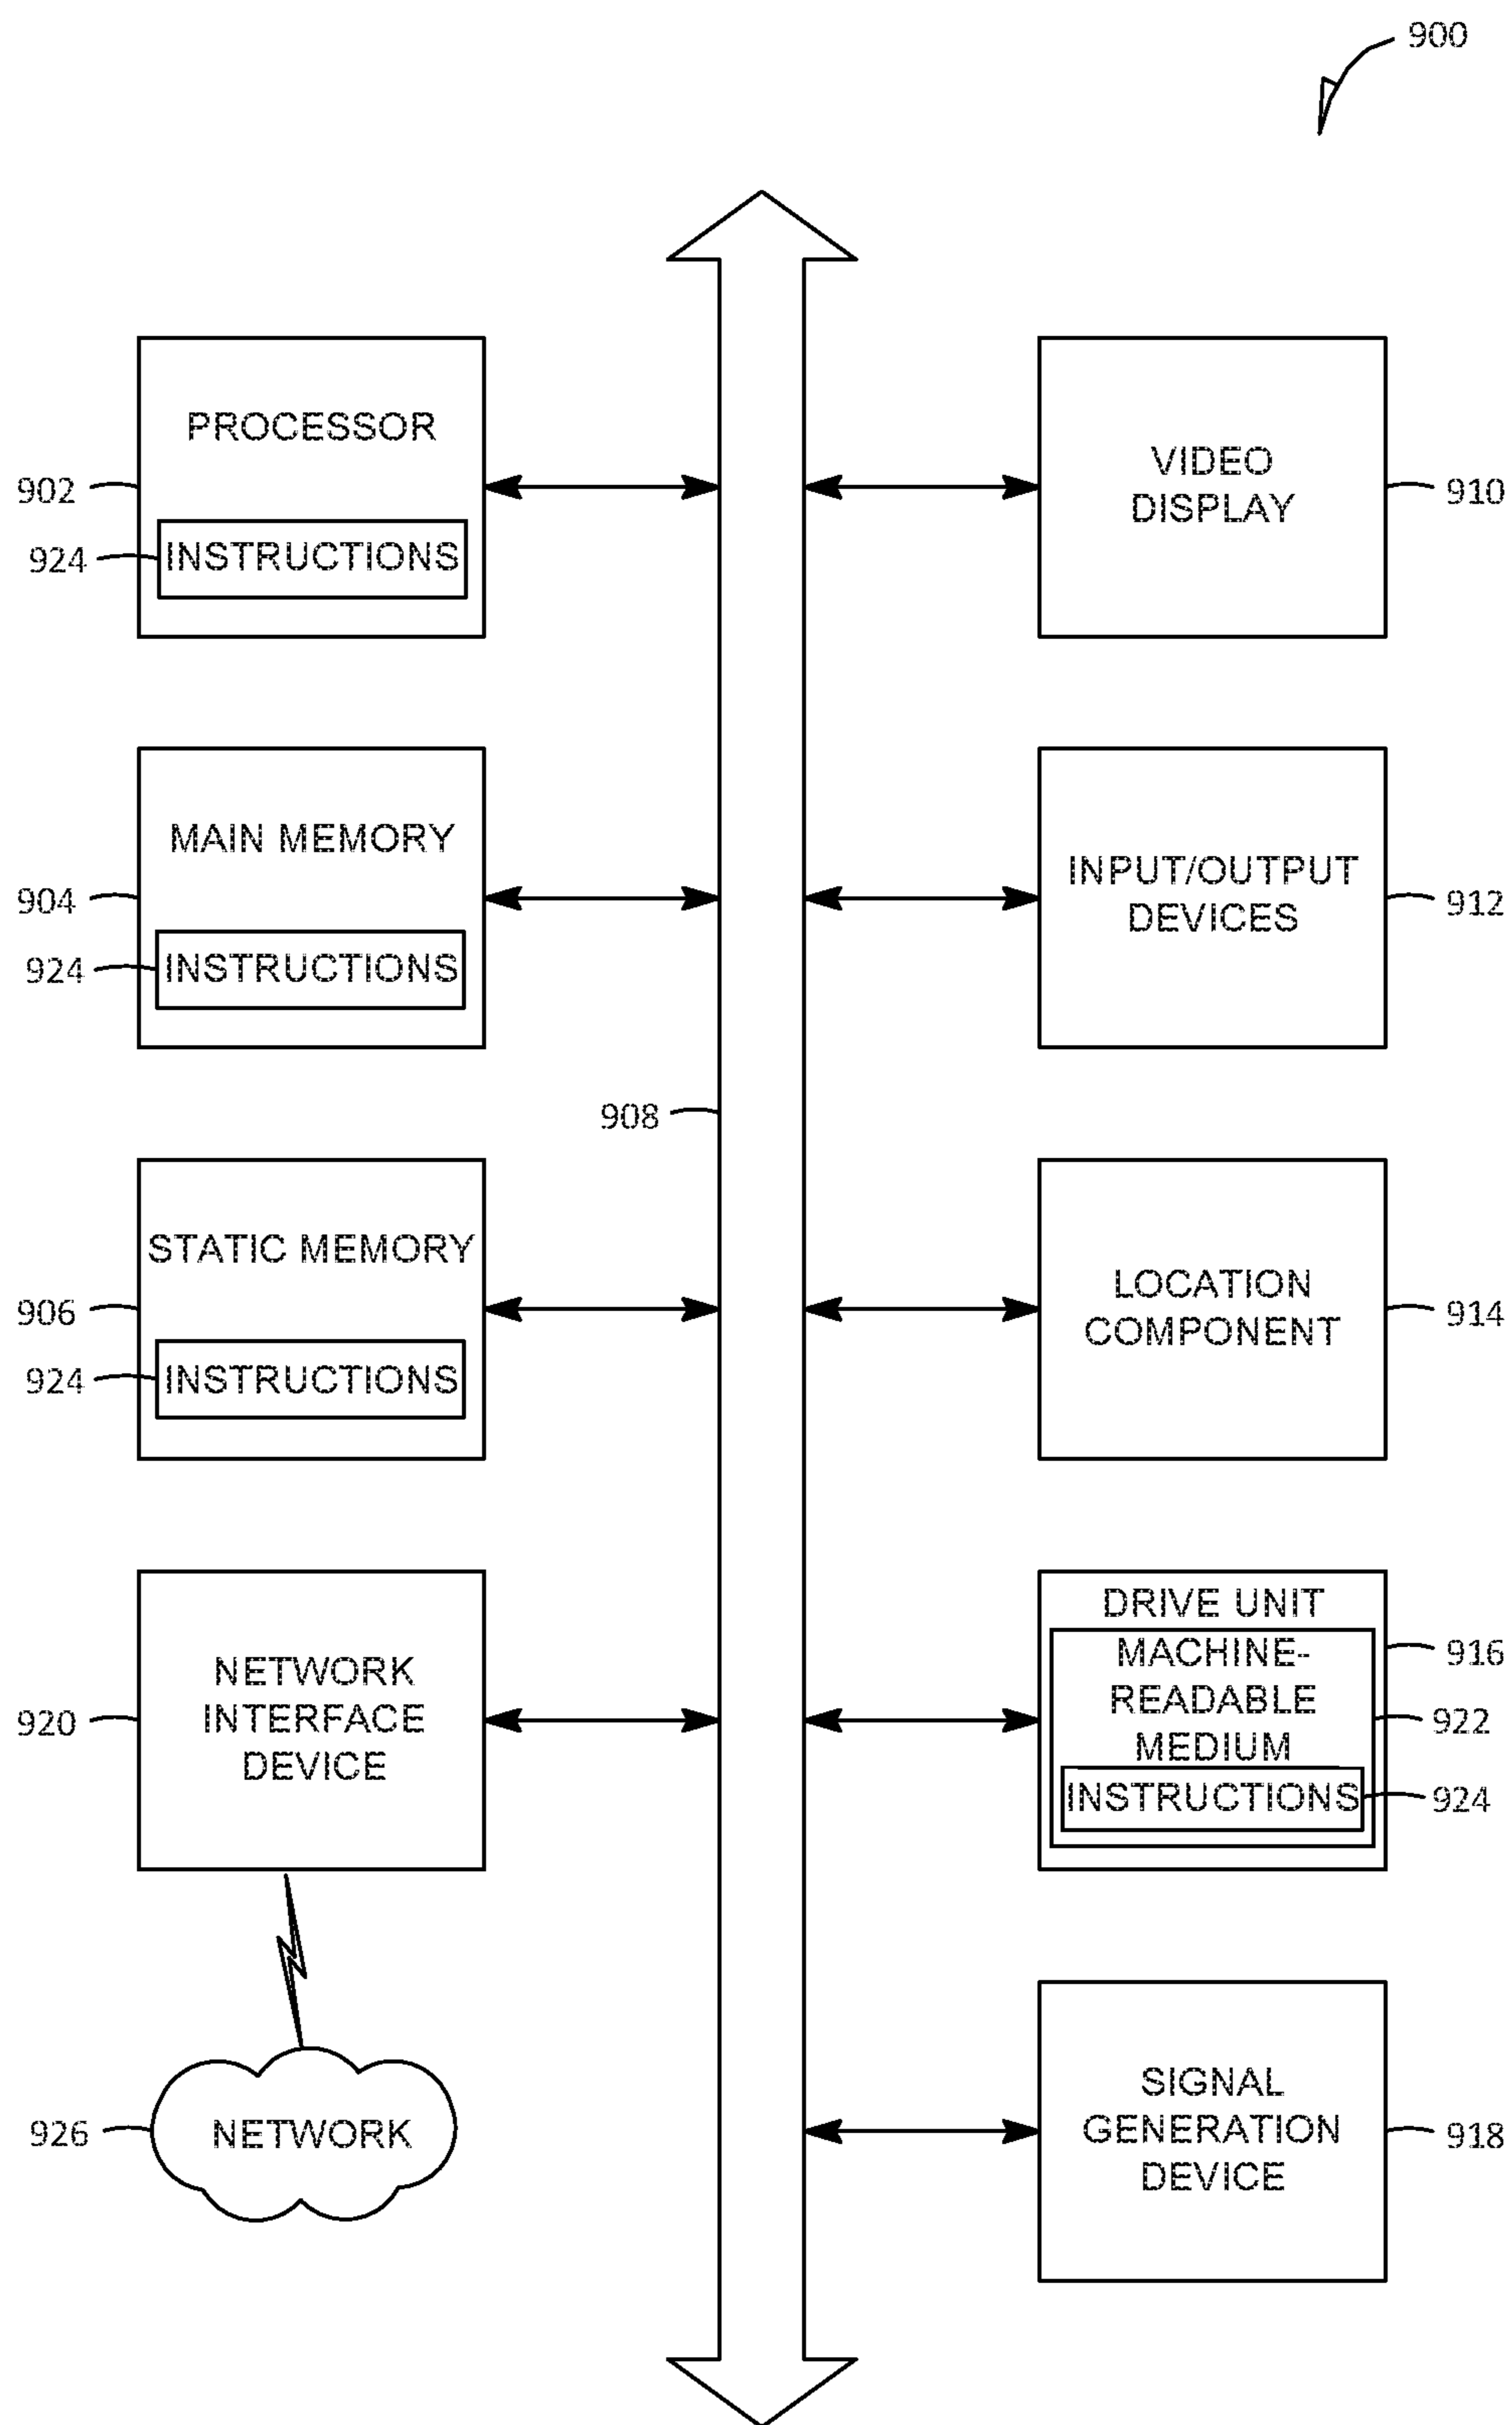 900
PROCESSOR
902
924
INSTRUCTIONS
VIDEO
DISPLAY
910
MAIN MEMORY
904
924
INSTRUCTIONS
INPUT/OUTPUT
DEVICES
912
908
STATIC MEMORY
906
924
INSTRUCTIONS
LOCATION
COMPONENT
914
NETWORK
INTERFACE
DEVICE
920
DRIVE UNIT
MACHINE-
READABLE
MEDIUM
INSTRUCTIONS
916
922
924
926
NETWORK
SIGNAL
GENERATION
DEVICE
918